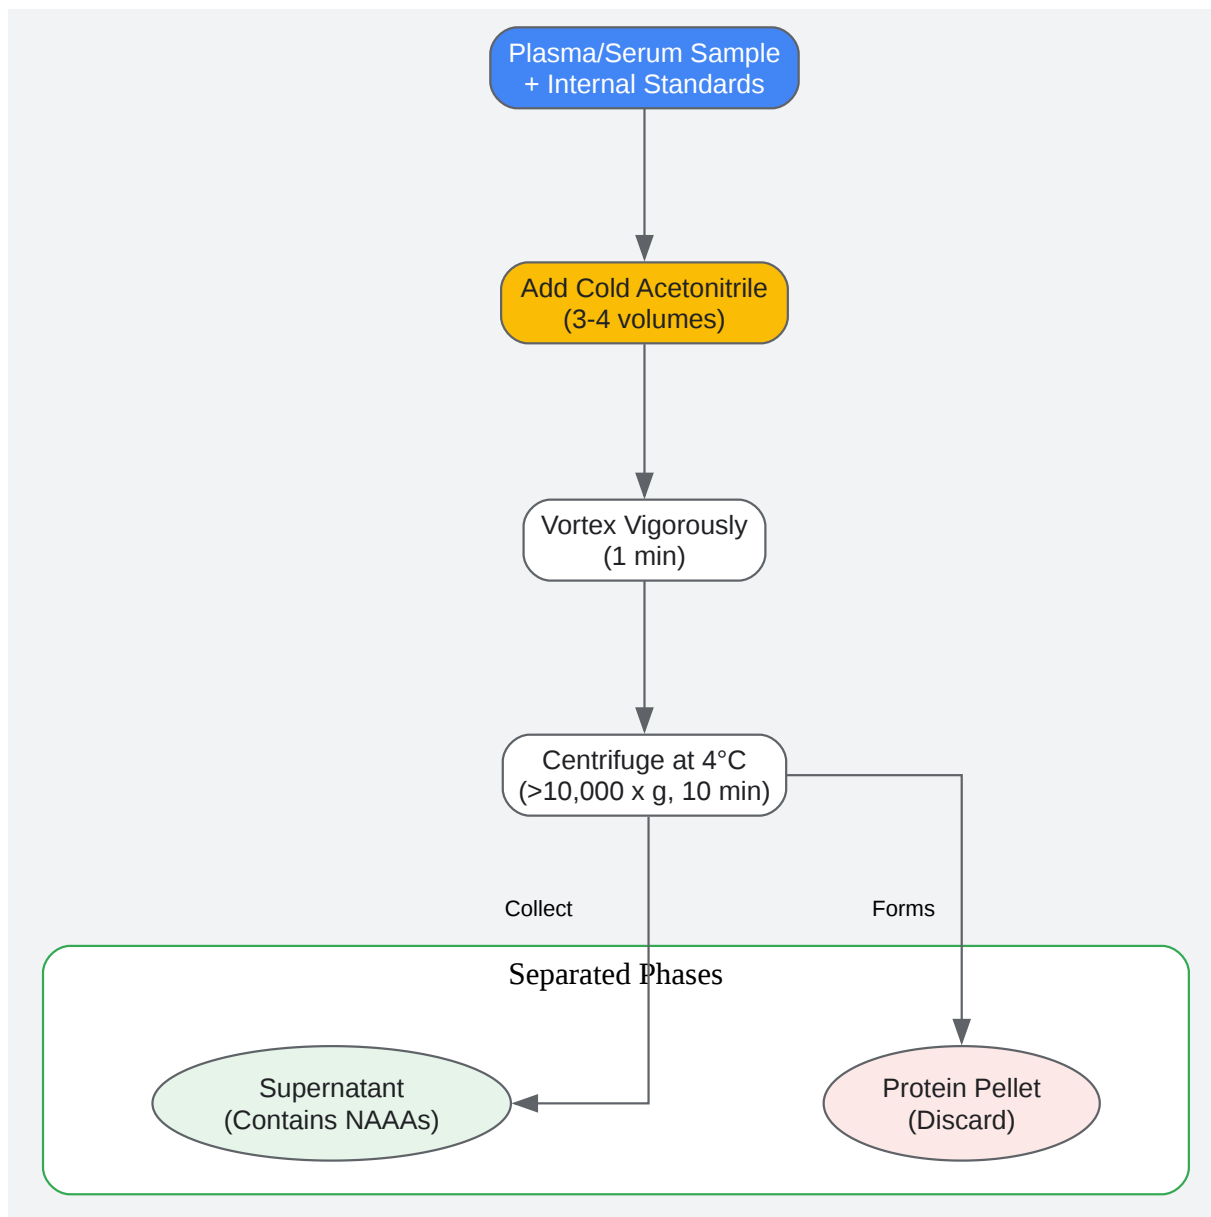 Plasma/Serum Sample
+ Internal Standards
Add Cold Acetonitrile
(3-4 volumes)
Vortex Vigorously
(1 min)
Centrifuge at 4°C
(>10,000 x g, 10 min)
Collect
Forms
Separated Phases
Supernatant
(Contains NAAAs)
Protein Pellet
(Discard)